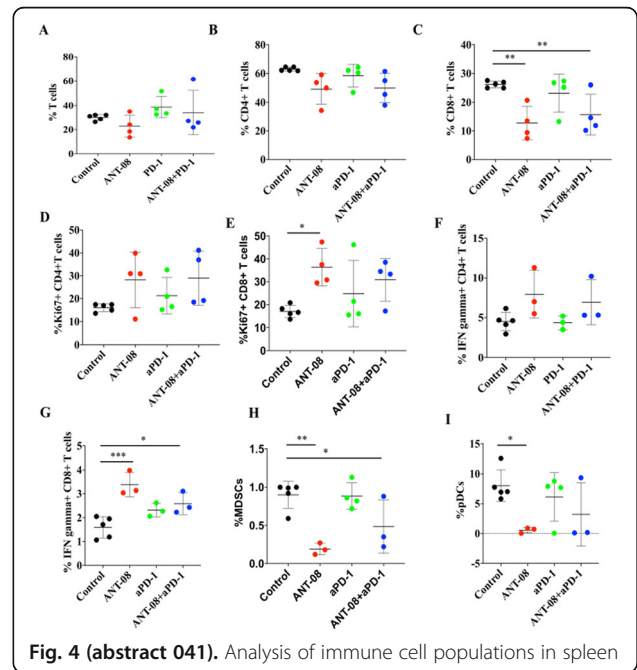 A
% T cells
60
40
20
0
Control
ANT-08
PD-1
ANT-08+PD-1
B
% CD4+ T cells
80
60
40
20
0
Control
ANT-08
aPD-1
ANT-08+aPD-1
C
% CD8+ T cells
40
30
20
10
0
**
**
Control
ANT-08
aPD-1
ANT-08+aPD-1
D
%Ki67+ CD4+T cells
50
40
30
20
10
0
Control
ANT-08
aPD-1
ANT-08+aPD-1
E
%Ki67+ CD8+T cells
50
40
30
20
10
0
*
Control
ANT-08
aPD-1
ANT-08+aPD-1
F
% IFN gamma+ CD4+ T cells
15
10
5
0
Control
ANT-08
PD-1
ANT-08+PD-1
G
% IFN gamma+ CD8+ T cells
5
4
3
2
1
0
***
*
Control
ANT-08
aPD-1
ANT-08+aPD-1
H
%MDSCs
1.5
1.0
0.5
0.0
**
*
Control
ANT-08
aPD-1
ANT-08+aPD-1
I
%pDCs
15
10
5
0
-5
*
Control
ANT-08
aPD-1
ANT-08+aPD-1
Fig. 4 (abstract 041). Analysis of immune cell populations in spleen